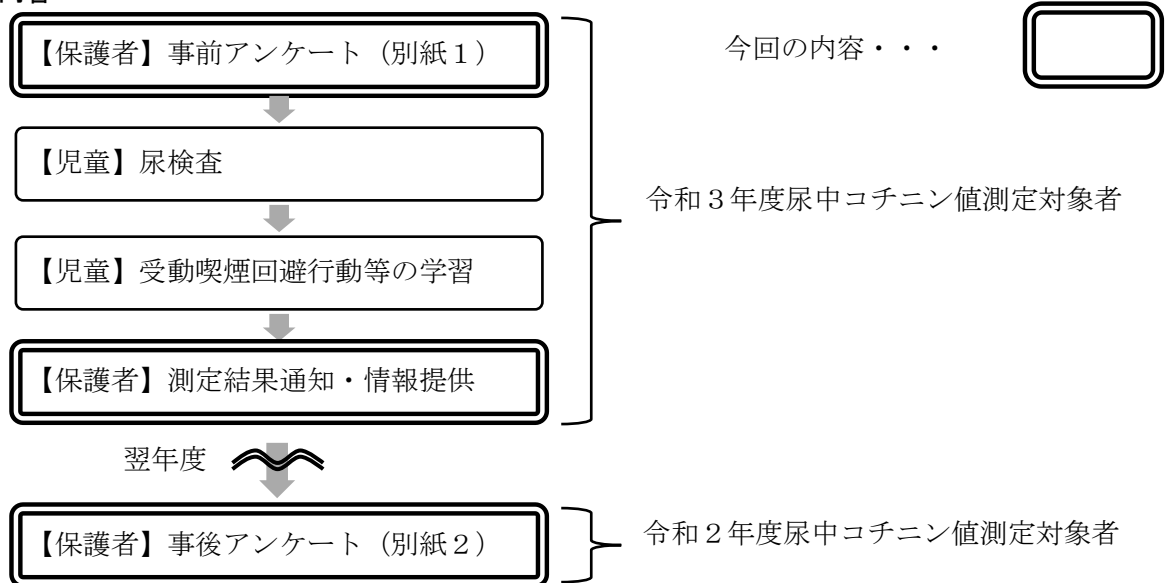 【保護者】事前アンケート（別紙１）
今回の内容・・・
【児童】尿検査
令和３年度尿中コチニン値測定対象者
【児童】受動喫煙回避行動等の学習
【保護者】測定結果通知・情報提供
翌年度
【保護者】事後アンケート（別紙２）
令和２年度尿中コチニン値測定対象者